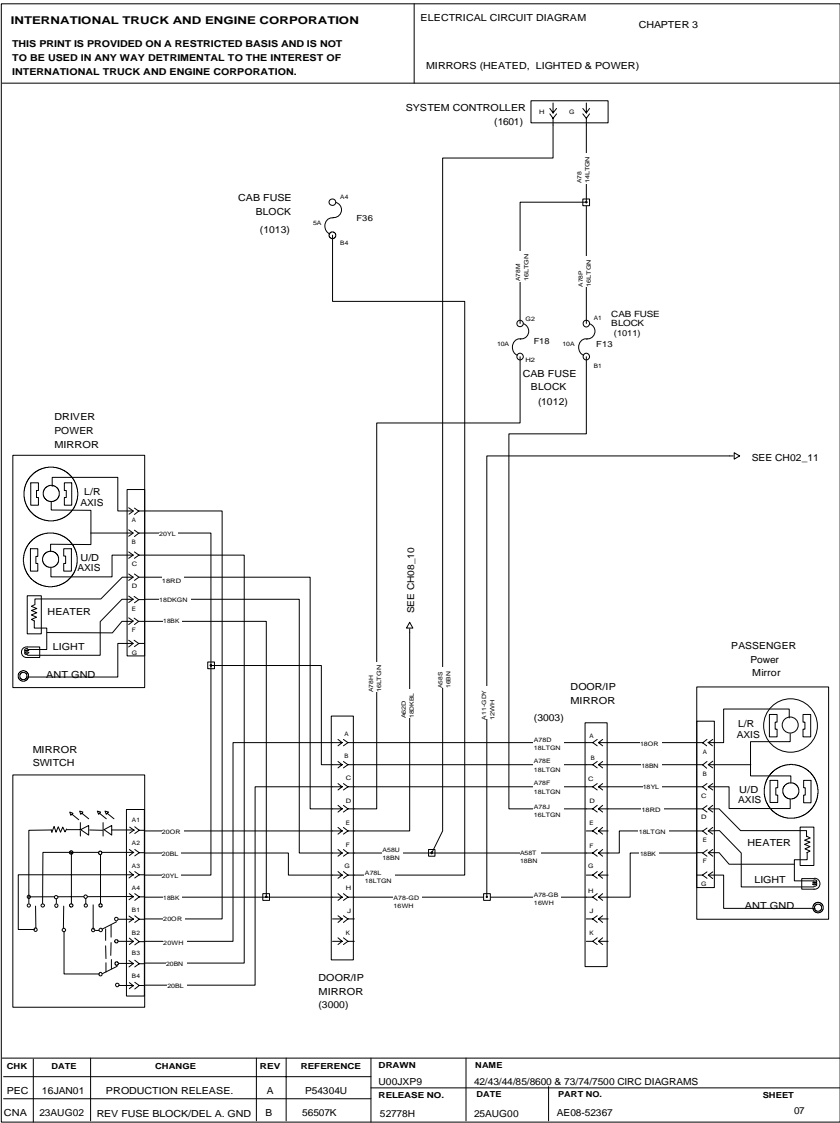 INTERNATIONAL TRUCK AND ENGINE CORPORATION
THIS PRINT IS PROVIDED ON A RESTRICTED BASIS AND IS NOT
TO BE USED IN ANY WAY DETRIMENTAL TO THE INTEREST OF
INTERNATIONAL TRUCK AND ENGINE CORPORATION.
ELECTRICAL CIRCUIT DIAGRAM
CHAPTER 3
MIRRORS (HEATED, LIGHTED & POWER)
SYSTEM CONTROLLER
(1601)
H
G
A78
14LTGN
CAB FUSE
BLOCK
(1013)
A4
5A
F36
B4
A78M
16LTGN
A78P
16LTGN
G2
10A
F18
H2
A1
10A
F13
B1
CAB FUSE
BLOCK
(1011)
CAB FUSE
BLOCK
(1012)
SEE CH02_11
DRIVER
POWER
MIRROR
L/R
AXIS
U/D
AXIS
HEATER
LIGHT
ANT GND
A
B
C
D
E
F
G
20YL
18RD
18DKGN
18BK
SEE CH08_10
A78H
16LTGN
A62D
18DKBL
A58S
16BN
A11-GDY
12WH
PASSENGER
Power
Mirror
DOOR/IP
MIRROR
(3003)
A
B
C
D
E
F
G
H
J
K
A78D
18LTGN
A78E
18LTGN
A78F
18LTGN
A78J
16LTGN
A58U
18BN
A58T
18BN
A78L
18LTGN
A78-GD
16WH
A78-GB
16WH
A
B
C
D
E
F
G
H
J
K
18OR
18BN
18YL
18RD
18LTGN
18BK
A
B
C
D
E
F
G
L/R
AXIS
U/D
AXIS
HEATER
LIGHT
ANT GND
MIRROR
SWITCH
A1
A2
A3
A4
B1
B2
B3
B4
20OR
20BL
20YL
18BK
20OR
20WH
20BN
20BL
DOOR/IP
MIRROR
(3000)
CHK DATE CHANGE REV REFERENCE
PEC 16JAN01 PRODUCTION RELEASE. A P54304U
CNA 23AUG02 REV FUSE BLOCK/DEL A. GND B 56507K
DRAWN
U00JXP9
RELEASE NO.
52778H
NAME
42/43/44/85/8600 & 73/74/7500 CIRC DIAGRAMS
DATE
25AUG00
PART NO.
AE08-52367
SHEET
07